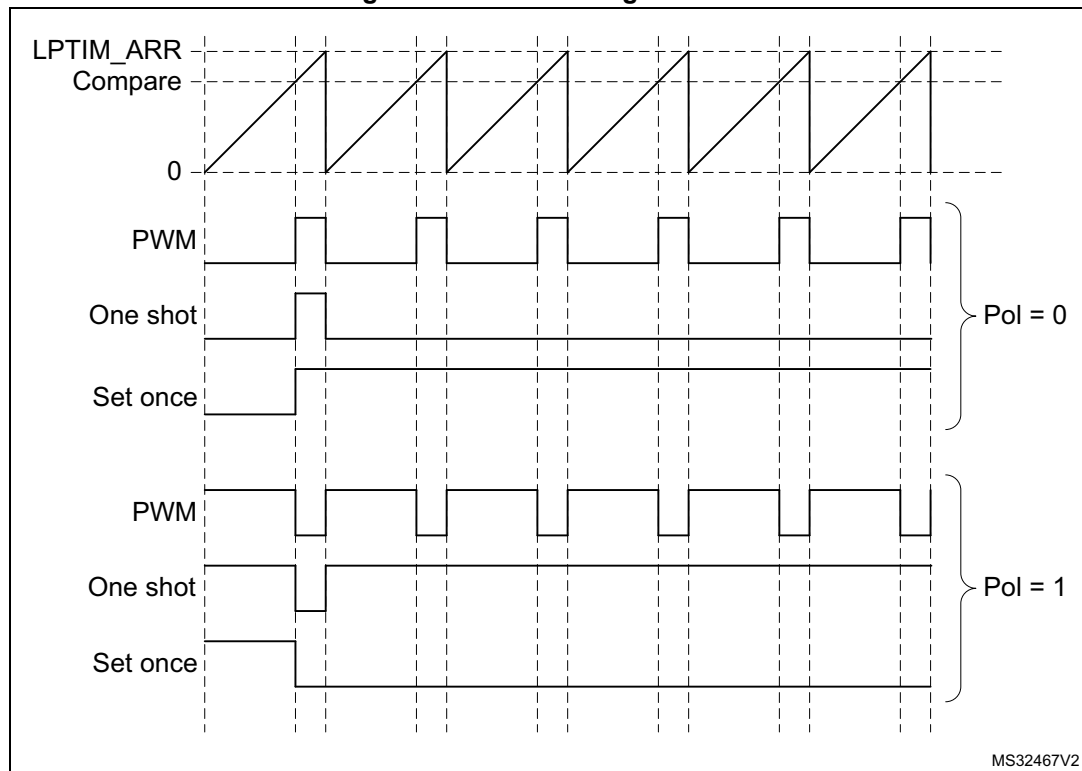 LPTIM_ARR
Compare
0
PWM
One shot
Pol = 0
Set once
PWM
One shot
Pol = 1
Set once
MS32467V2